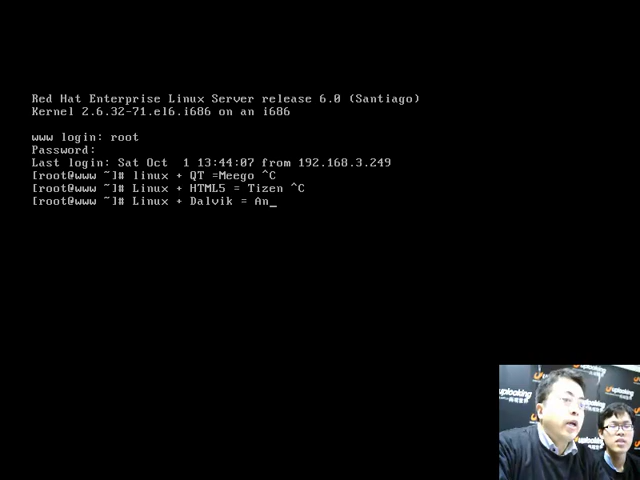 Red Hat Enterprise Linux Server release 6.0 (Santiago)
Kernel 2.6.32-71.el6.i686 on an i686
www login: root
Password:
Last login: Sat Oct  1 13:44:07 from 192.168.3.249
[root@www ~]# linux + QT =Meego ^C
[root@www ~]# Linux + HTML5 = Tizen ^C
[root@www ~]# Linux + Dalvik = An_
uplooking
uplooking